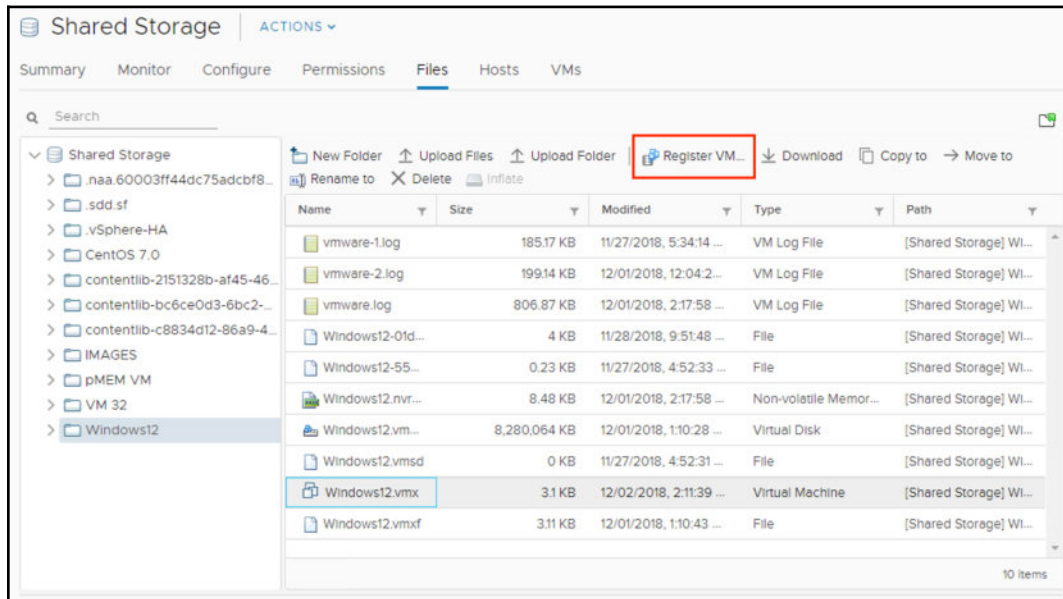 Shared Storage ACTIONS
Summary Monitor Configure Permissions Files Hosts VMs
Search
Shared Storage
.naa.60003ff44dc75adcbf8...
.sdd.sf
.vSphere-HA
CentOS 7.0
contentlib-2151328b-af45-46...
contentlib-bc6ce0d3-6bc2-...
contentlib-c8834d12-86a9-4...
IMAGES
pMEM VM
VM 32
Windows12
New Folder Upload Files Upload Folder Register VM... Download Copy to Move to
Rename to Delete Inflate
Name Size Modified Type Path
vmware-1.log 185.17 KB 11/27/2018, 5:34:14 ... VM Log File [Shared Storage] Wi...
vmware-2.log 199.14 KB 12/01/2018, 12:04:2... VM Log File [Shared Storage] Wi...
vmware.log 806.87 KB 12/01/2018, 2:17:58 ... VM Log File [Shared Storage] Wi...
Windows12-01d... 4 KB 11/28/2018, 9:51:48 ... File [Shared Storage] Wi...
Windows12-55... 0.23 KB 11/27/2018, 4:52:33 ... File [Shared Storage] Wi...
Windows12.nvr... 8.48 KB 12/01/2018, 2:17:58 ... Non-volatile Memor... [Shared Storage] Wi...
Windows12.vm... 8,280,064 KB 12/01/2018, 1:10:28 ... Virtual Disk [Shared Storage] Wi...
Windows12.vmsd 0 KB 11/27/2018, 4:52:31 ... File [Shared Storage] Wi...
Windows12.vmx 3.1 KB 12/02/2018, 2:11:39 ... Virtual Machine [Shared Storage] Wi...
Windows12.vmxf 3.11 KB 12/01/2018, 1:10:43 ... File [Shared Storage] Wi...
10 items